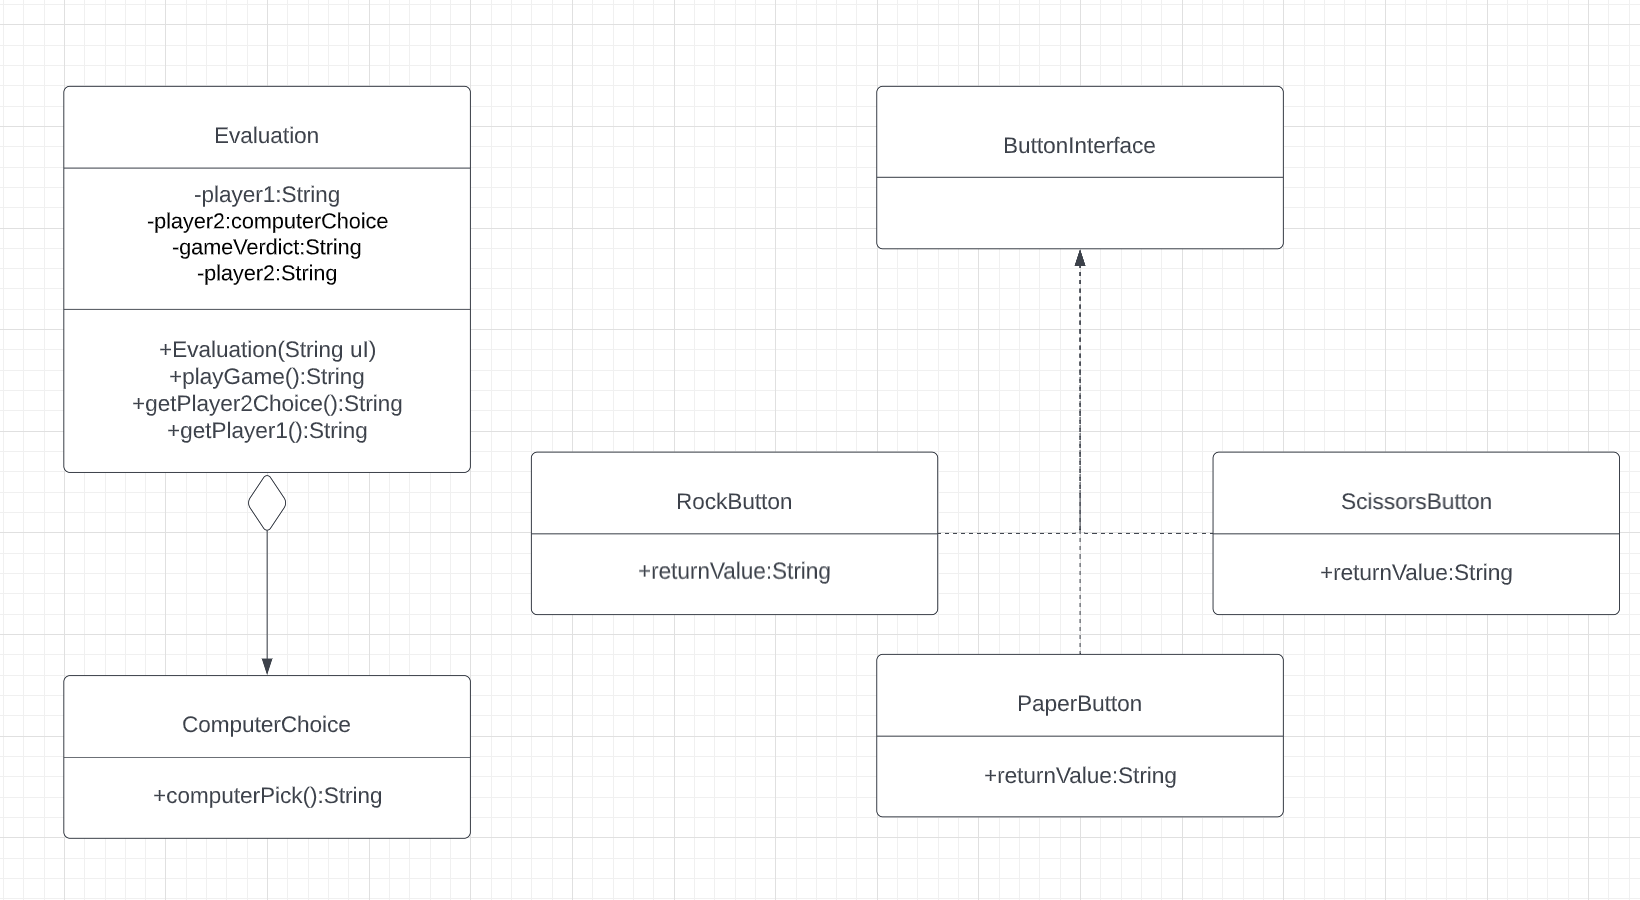 Evaluation
-player1:String
-player2:computerChoice
-gameVerdict:String
-player2:String
+Evaluation(String uI)
+playGame():String
+getPlayer2Choice():String
+getPlayer1():String
ComputerChoice
+computerPick():String
ButtonInterface
RockButton
+returnValue:String
ScissorsButton
+returnValue:String
PaperButton
+returnValue:String